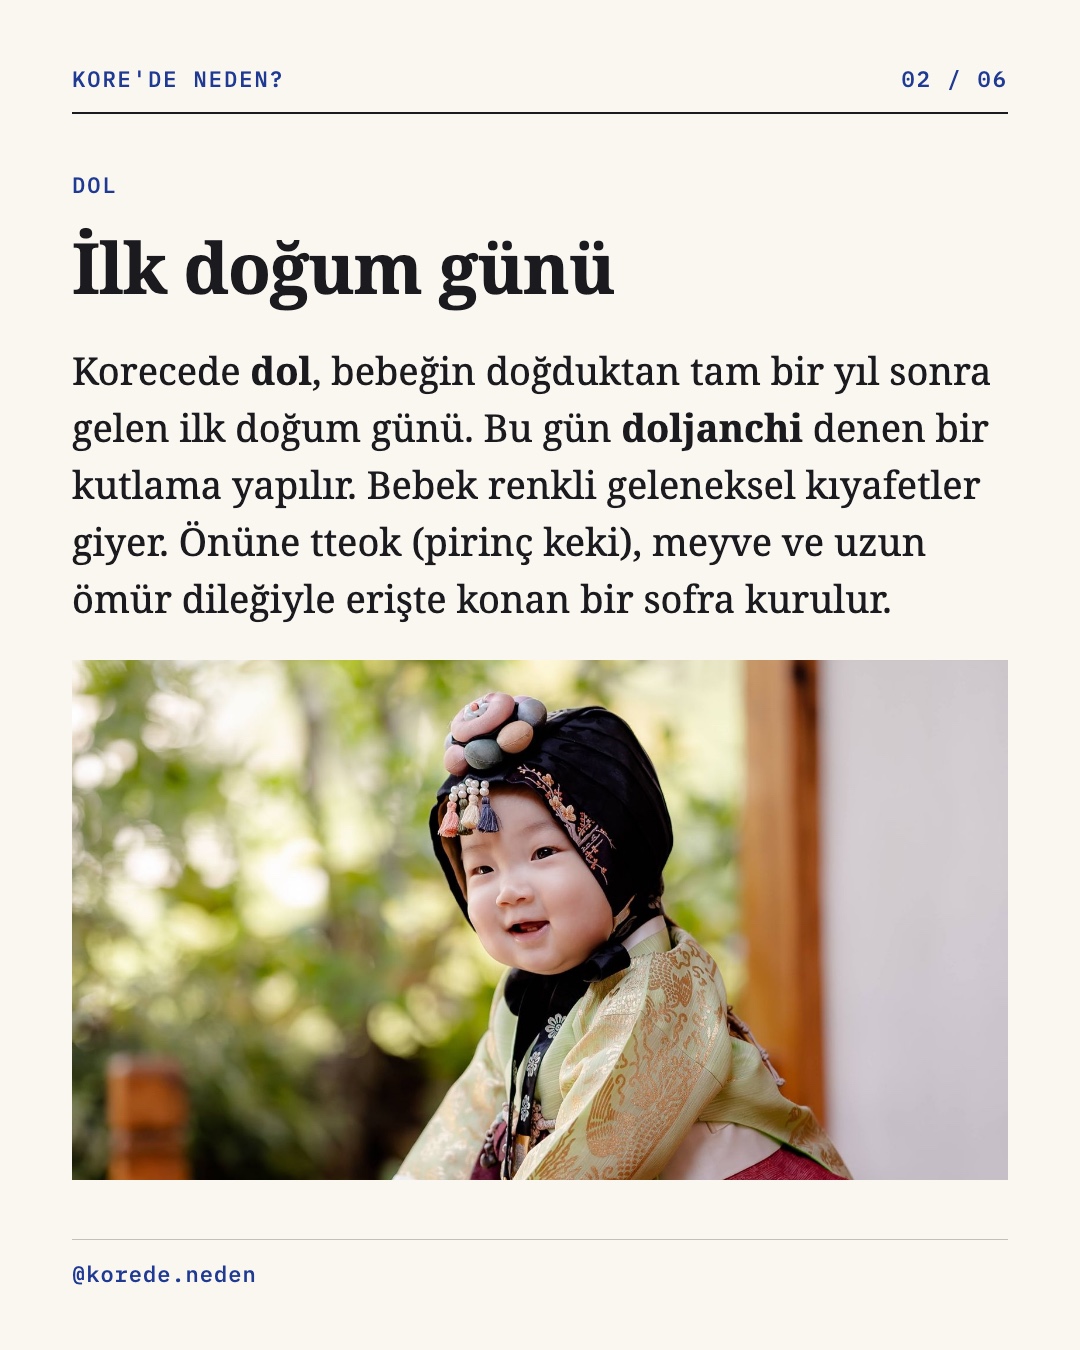 KORE'DE NEDEN?
02 / 06
DOL
İlk doğum günü
Korecede dol, bebeğin doğduktan tam bir yıl sonra
gelen ilk doğum günü. Bu gün doljanchi denen bir
kutlama yapılır. Bebek renkli geleneksel kıyafetler
giyer. Önüne tteok (pirinç keki), meyve ve uzun
ömür dileğiyle erişte konan bir sofra kurulur.
@korede.neden